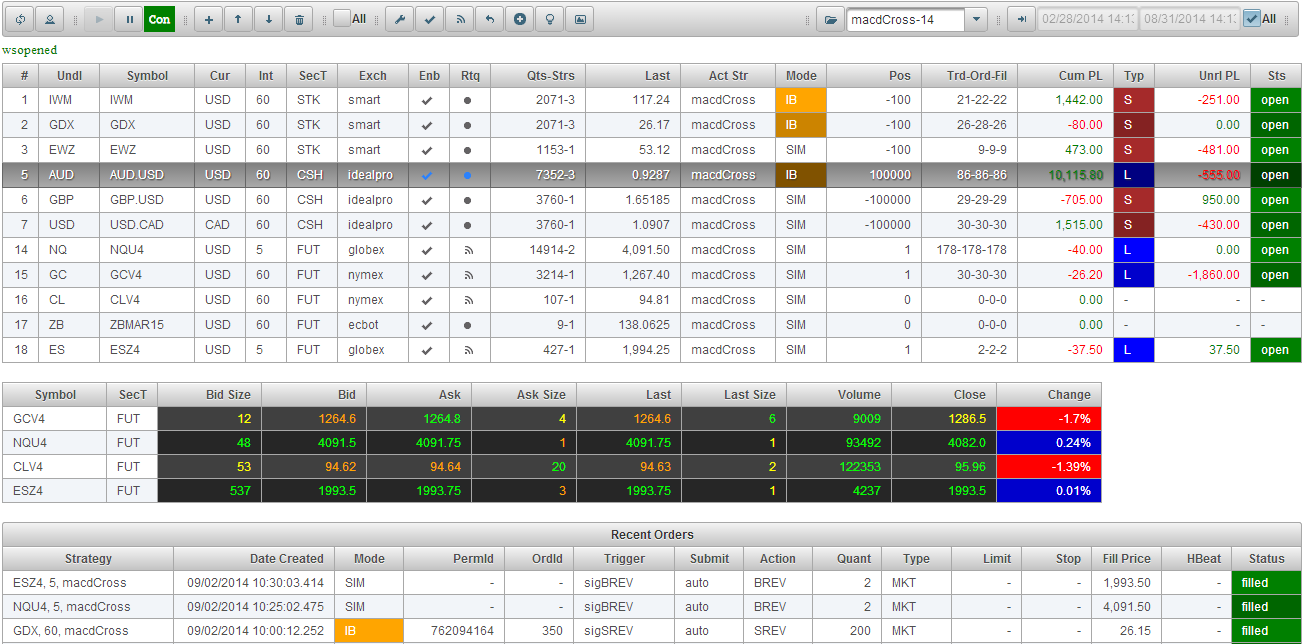 Con All macdCross-14 02/28/2014 14:13 08/31/2014 14:13 All
wsopened
# Undl Symbol Cur Int SecT Exch Enb Rtq Qts-Strs Last Act Str Mode Pos Trd-Ord-Fil Cum PL Typ Unrl PL Sts
1 IWM IWM USD 60 STK smart 2071-3 117.24 macdCross IB -100 21-22-22 1,442.00 S -251.00 open
2 GDX GDX USD 60 STK smart 2071-3 26.17 macdCross IB -100 26-28-26 -80.00 S 0.00 open
3 EWZ EWZ USD 60 STK smart 1153-1 53.12 macdCross SIM -100 9-9-9 473.00 S -481.00 open
5 AUD AUD.USD USD 60 CSH idealpro 7352-3 0.9287 macdCross IB 100000 86-86-86 10,115.80 L -555.00 open
6 GBP GBP.USD USD 60 CSH idealpro 3760-1 1.65185 macdCross SIM -100000 29-29-29 -705.00 S 950.00 open
7 USD USD.CAD CAD 60 CSH idealpro 3760-1 1.0907 macdCross SIM -100000 30-30-30 1,515.00 S -430.00 open
14 NQ NQU4 USD 5 FUT globex 14914-2 4,091.50 macdCross SIM 1 178-178-178 -40.00 L 0.00 open
15 GC GCV4 USD 60 FUT nymex 3214-1 1,267.40 macdCross SIM 1 30-30-30 -26.20 L -1,860.00 open
16 CL CLV4 USD 60 FUT nymex 107-1 94.81 macdCross SIM 0 0-0-0 0.00 - - -
17 ZB ZBMAR15 USD 60 FUT ecbot 9-1 138.0625 macdCross SIM 0 0-0-0 0.00 - - -
18 ES ESZ4 USD 5 FUT globex 427-1 1,994.25 macdCross SIM 1 2-2-2 -37.50 L 37.50 open
Symbol SecT Bid Size Bid Ask Ask Size Last Last Size Volume Close Change
GCV4 FUT 12 1264.6 1264.8 4 1264.6 6 9009 1286.5 -1.7%
NQU4 FUT 48 4091.5 4091.75 1 4091.75 1 93492 4082.0 0.24%
CLV4 FUT 53 94.62 94.64 20 94.63 2 122353 95.96 -1.39%
ESZ4 FUT 537 1993.5 1993.75 3 1993.75 1 4237 1993.5 0.01%
Recent Orders
Strategy Date Created Mode PermId OrdId Trigger Submit Action Quant Type Limit Stop Fill Price HBeat Status
ESZ4, 5, macdCross 09/02/2014 10:30:03.414 SIM - - sigBREV auto BREV 2 MKT - - 1,993.50 - filled
NQU4, 5, macdCross 09/02/2014 10:25:02.475 SIM - - sigBREV auto BREV 2 MKT - - 4,091.50 - filled
GDX, 60, macdCross 09/02/2014 10:00:12.252 IB 762094164 350 sigSREV auto SREV 200 MKT - - 26.15 - filled